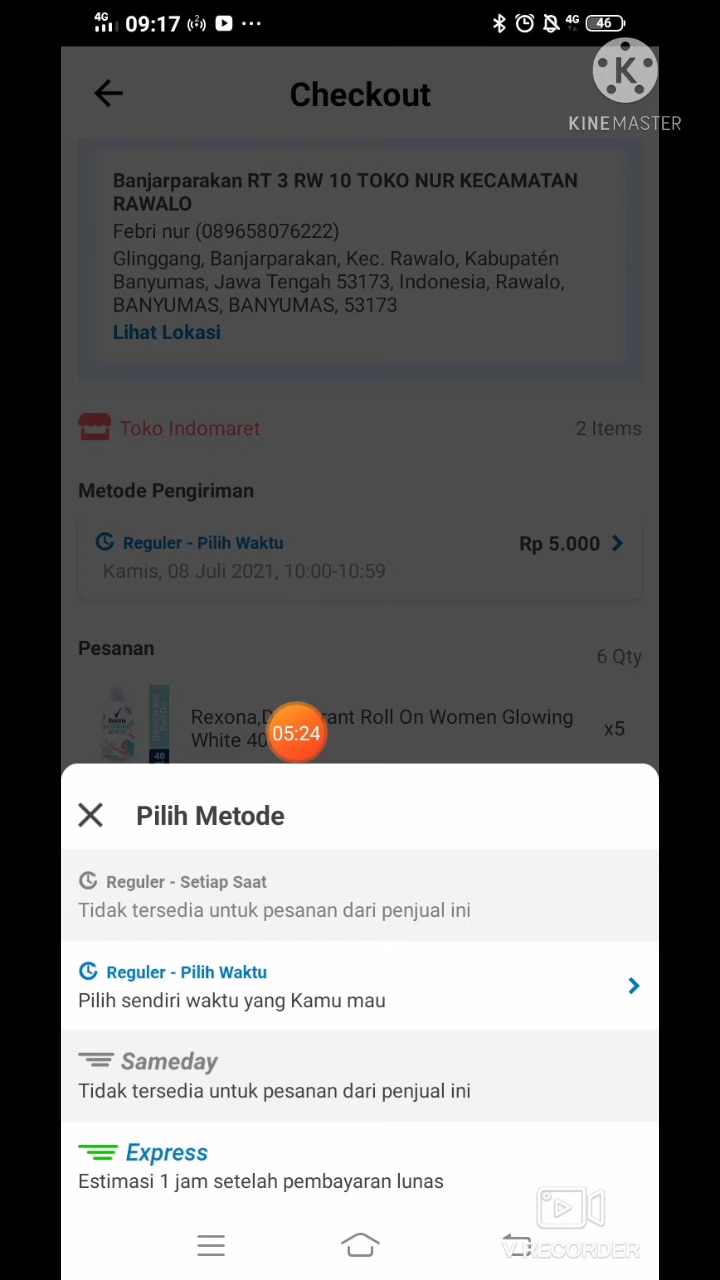 4G 09:17 4G 46
Checkout
K
KINEMASTER
Banjarparakan RT 3 RW 10 TOKO NUR KECAMATAN
RAWALO
Febri nur (089658076222)
Glinggang, Banjarparakan, Kec. Rawalo, Kabupatén
Banyumas, Jawa Tengah 53173, Indonesia, Rawalo,
BANYUMAS, BANYUMAS, 53173
Lihat Lokasi
Toko Indomaret 2 Items
Metode Pengiriman
Reguler - Pilih Waktu Rp 5.000
Kamis, 08 Juli 2021, 10:00-10:59
Pesanan 6 Qty
Rexona
Rexona,D rant Roll On Women Glowing
White 40 x5
05:24
40
Pilih Metode
Reguler - Setiap Saat
Tidak tersedia untuk pesanan dari penjual ini
Reguler - Pilih Waktu
Pilih sendiri waktu yang Kamu mau
Sameday
Tidak tersedia untuk pesanan dari penjual ini
Express
Estimasi 1 jam setelah pembayaran lunas
V RECORDER